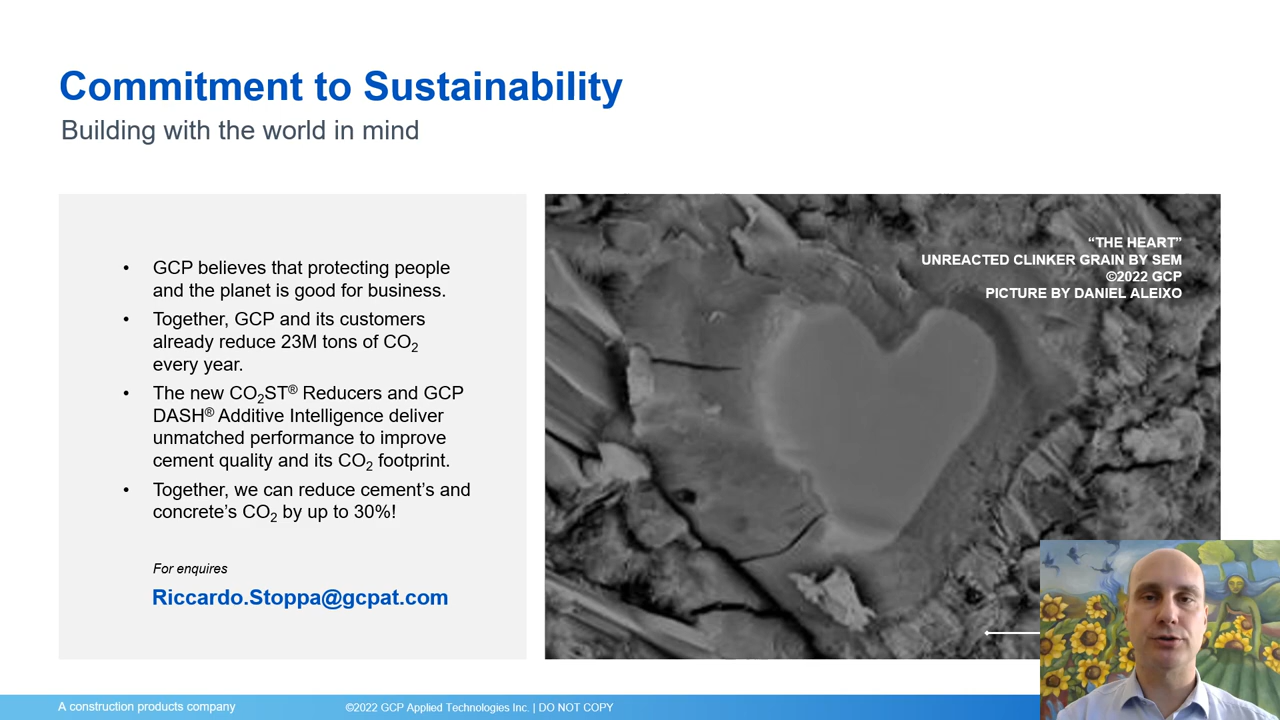 Commitment to Sustainability
Building with the world in mind
• GCP believes that protecting people
and the planet is good for business.
• Together, GCP and its customers
already reduce 23M tons of CO₂
every year.
• The new CO₂ST® Reducers and GCP
DASH® Additive Intelligence deliver
unmatched performance to improve
cement quality and its CO₂ footprint.
• Together, we can reduce cement’s and
concrete’s CO₂ by up to 30%!
For enquires
Riccardo.Stoppa@gcpat.com
“THE HEART”
UNREACTED CLINKER GRAIN BY SEM
©2022 GCP
PICTURE BY DANIEL ALEIXO
A construction products company
©2022 GCP Applied Technologies Inc. | DO NOT COPY